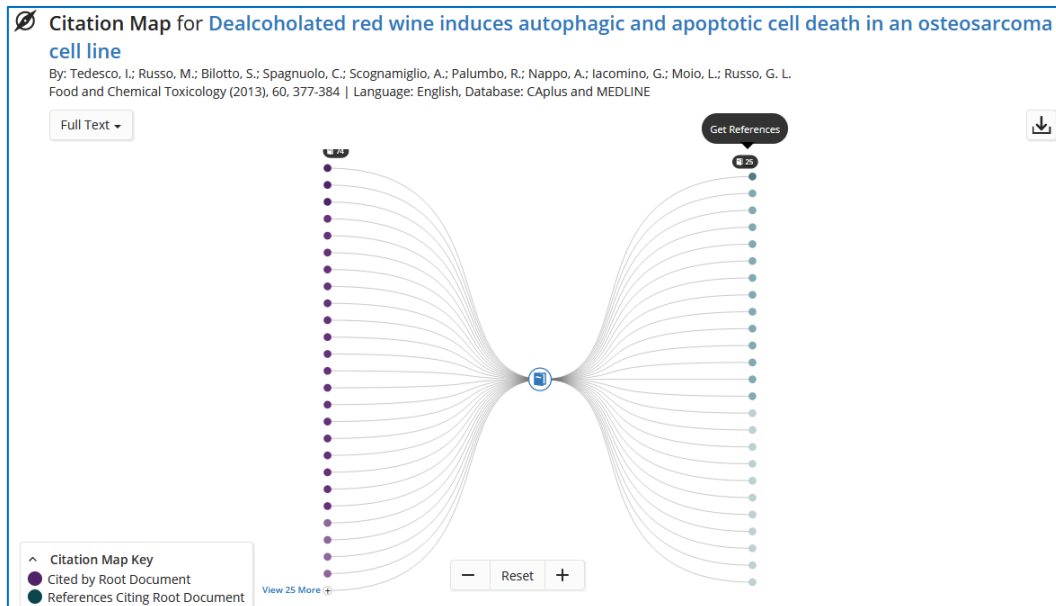 Citation Map for Dealcoholated red wine induces autophagic and apoptotic cell death in an osteosarcoma
cell line
By: Tedesco, I.; Russo, M.; Bilotto, S.; Spagnuolo, C.; Scognamiglio, A.; Palumbo, R.; Nappo, A.; Iacomino, G.; Moio, L.; Russo, G. L.
Food and Chemical Toxicology (2013), 60, 377-384 | Language: English, Database: CAplus and MEDLINE
Full Text
Get References
74
25
Citation Map Key
Cited by Root Document
References Citing Root Document
View 25 More
Reset